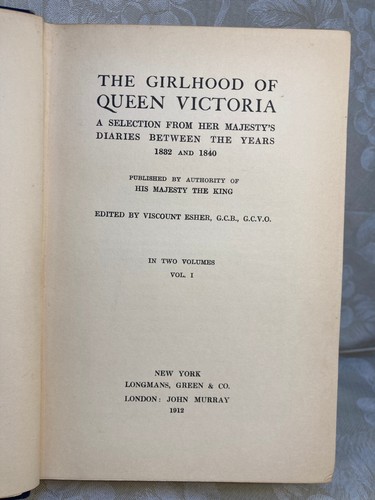 THE GIRLHOOD OF
QUEEN VICTORIA
A SELECTION FROM HER MAJESTY'S
DIARIES BETWEEN THE YEARS
1832 AND 1840
PUBLISHED BY AUTHORITY OF
HIS MAJESTY THE KING
EDITED BY VISCOUNT ESHER, G.C.B., G.C.V.O.
IN TWO VOLUMES
VOL. I
NEW YORK
LONGMANS, GREEN & CO.
LONDON: JOHN MURRAY
1912